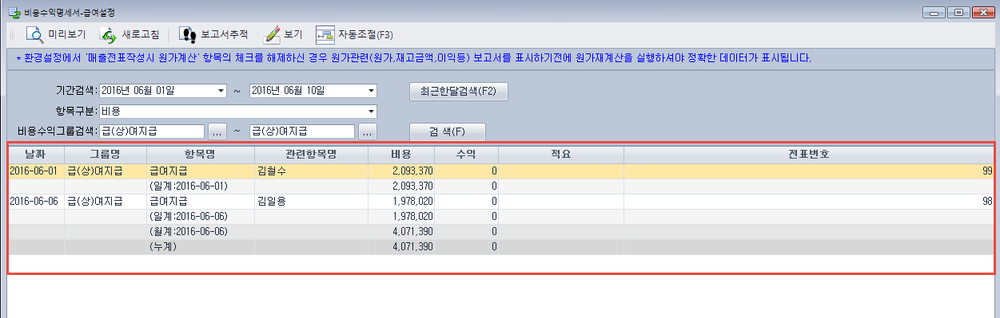 비용수익명세서-급여설정
미리보기 새로고침 보고서추적 보기 자동조절(F3)
* 환경설정에서 '매출전표작성시 원가계산' 항목의 체크를 해제하신 경우 원가관련(원가,재고금액,이익등) 보고서를 표시하기전에 원가재계산을 실행하셔야 정확한 데이터가 표시됩니다.
기간검색: 2016년 06월 01일 ~ 2016년 06월 10일 최근한달검색(F2)
항목구분: 비용
비용수익그룹검색: 급(상)여지급 ... ~ 급(상)여지급 ... 검 색(F)
날짜 그룹명 항목명 관련항목명 비용 수익 적요 전표번호
2016-06-01 급(상)여지급 급여지급 김철수 2,093,370 0 99
(일계:2016-06-01) 2,093,370 0
2016-06-06 급(상)여지급 급여지급 김일용 1,978,020 0 98
(일계:2016-06-06) 1,978,020 0
(월계:2016-06-06) 4,071,390 0
(누계) 4,071,390 0